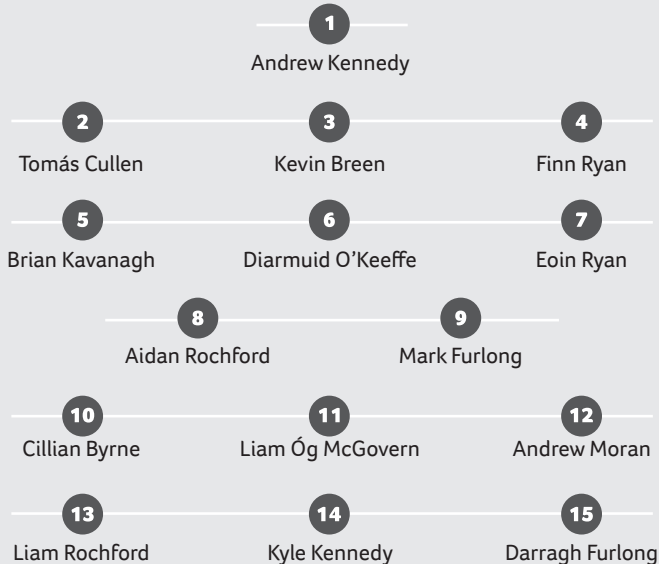 1
Andrew Kennedy
2 3 4
Tomás Cullen Kevin Breen Finn Ryan
5 6 7
Brian Kavanagh Diarmuid O’Keeffe Eoin Ryan
8 9
Aidan Rochford Mark Furlong
10 11 12
Cillian Byrne Liam Óg McGovern Andrew Moran
13 14 15
Liam Rochford Kyle Kennedy Darragh Furlong